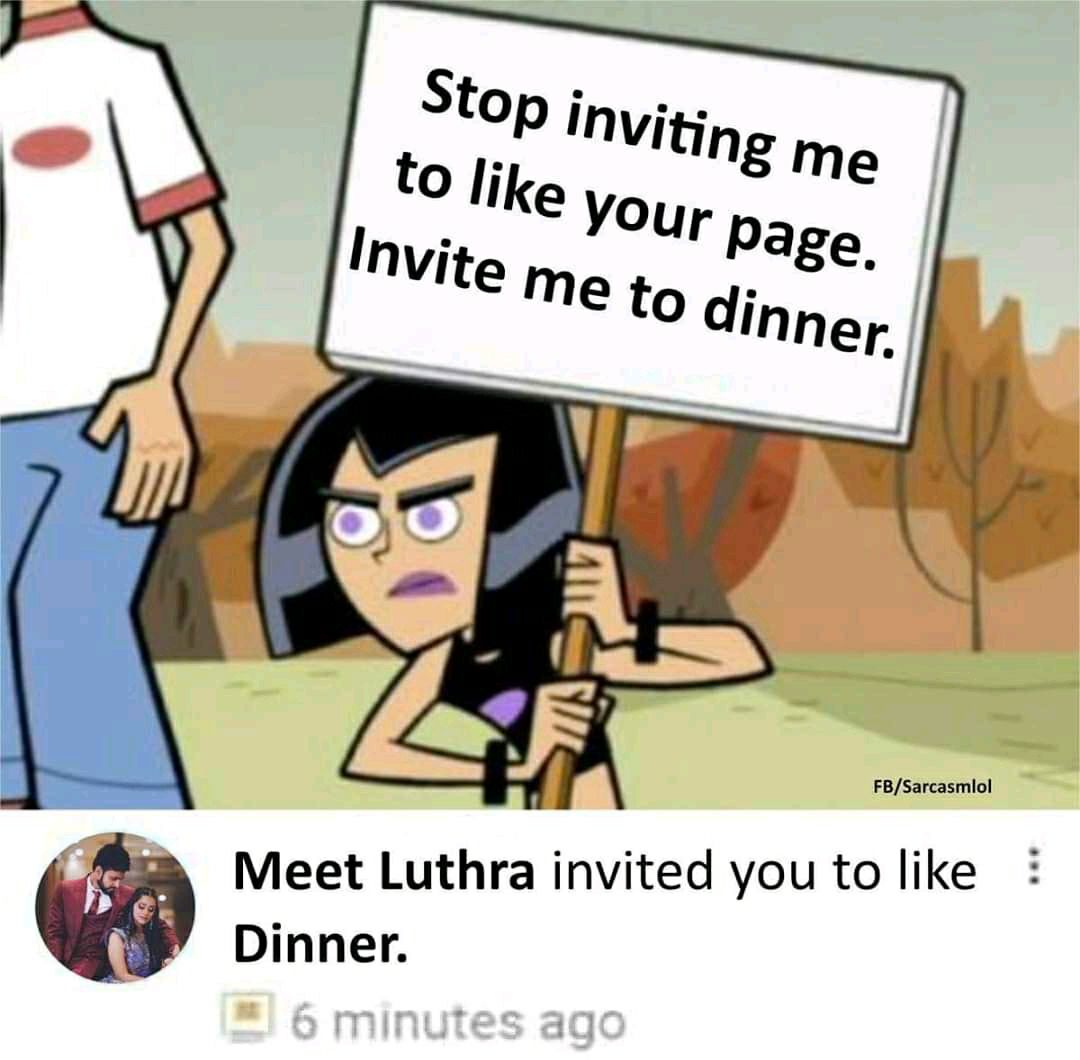 Stop inviting me
to like your page.
Invite me to dinner.
FB/Sarcasmlol
Meet Luthra invited you to like
Dinner.
6 minutes ago